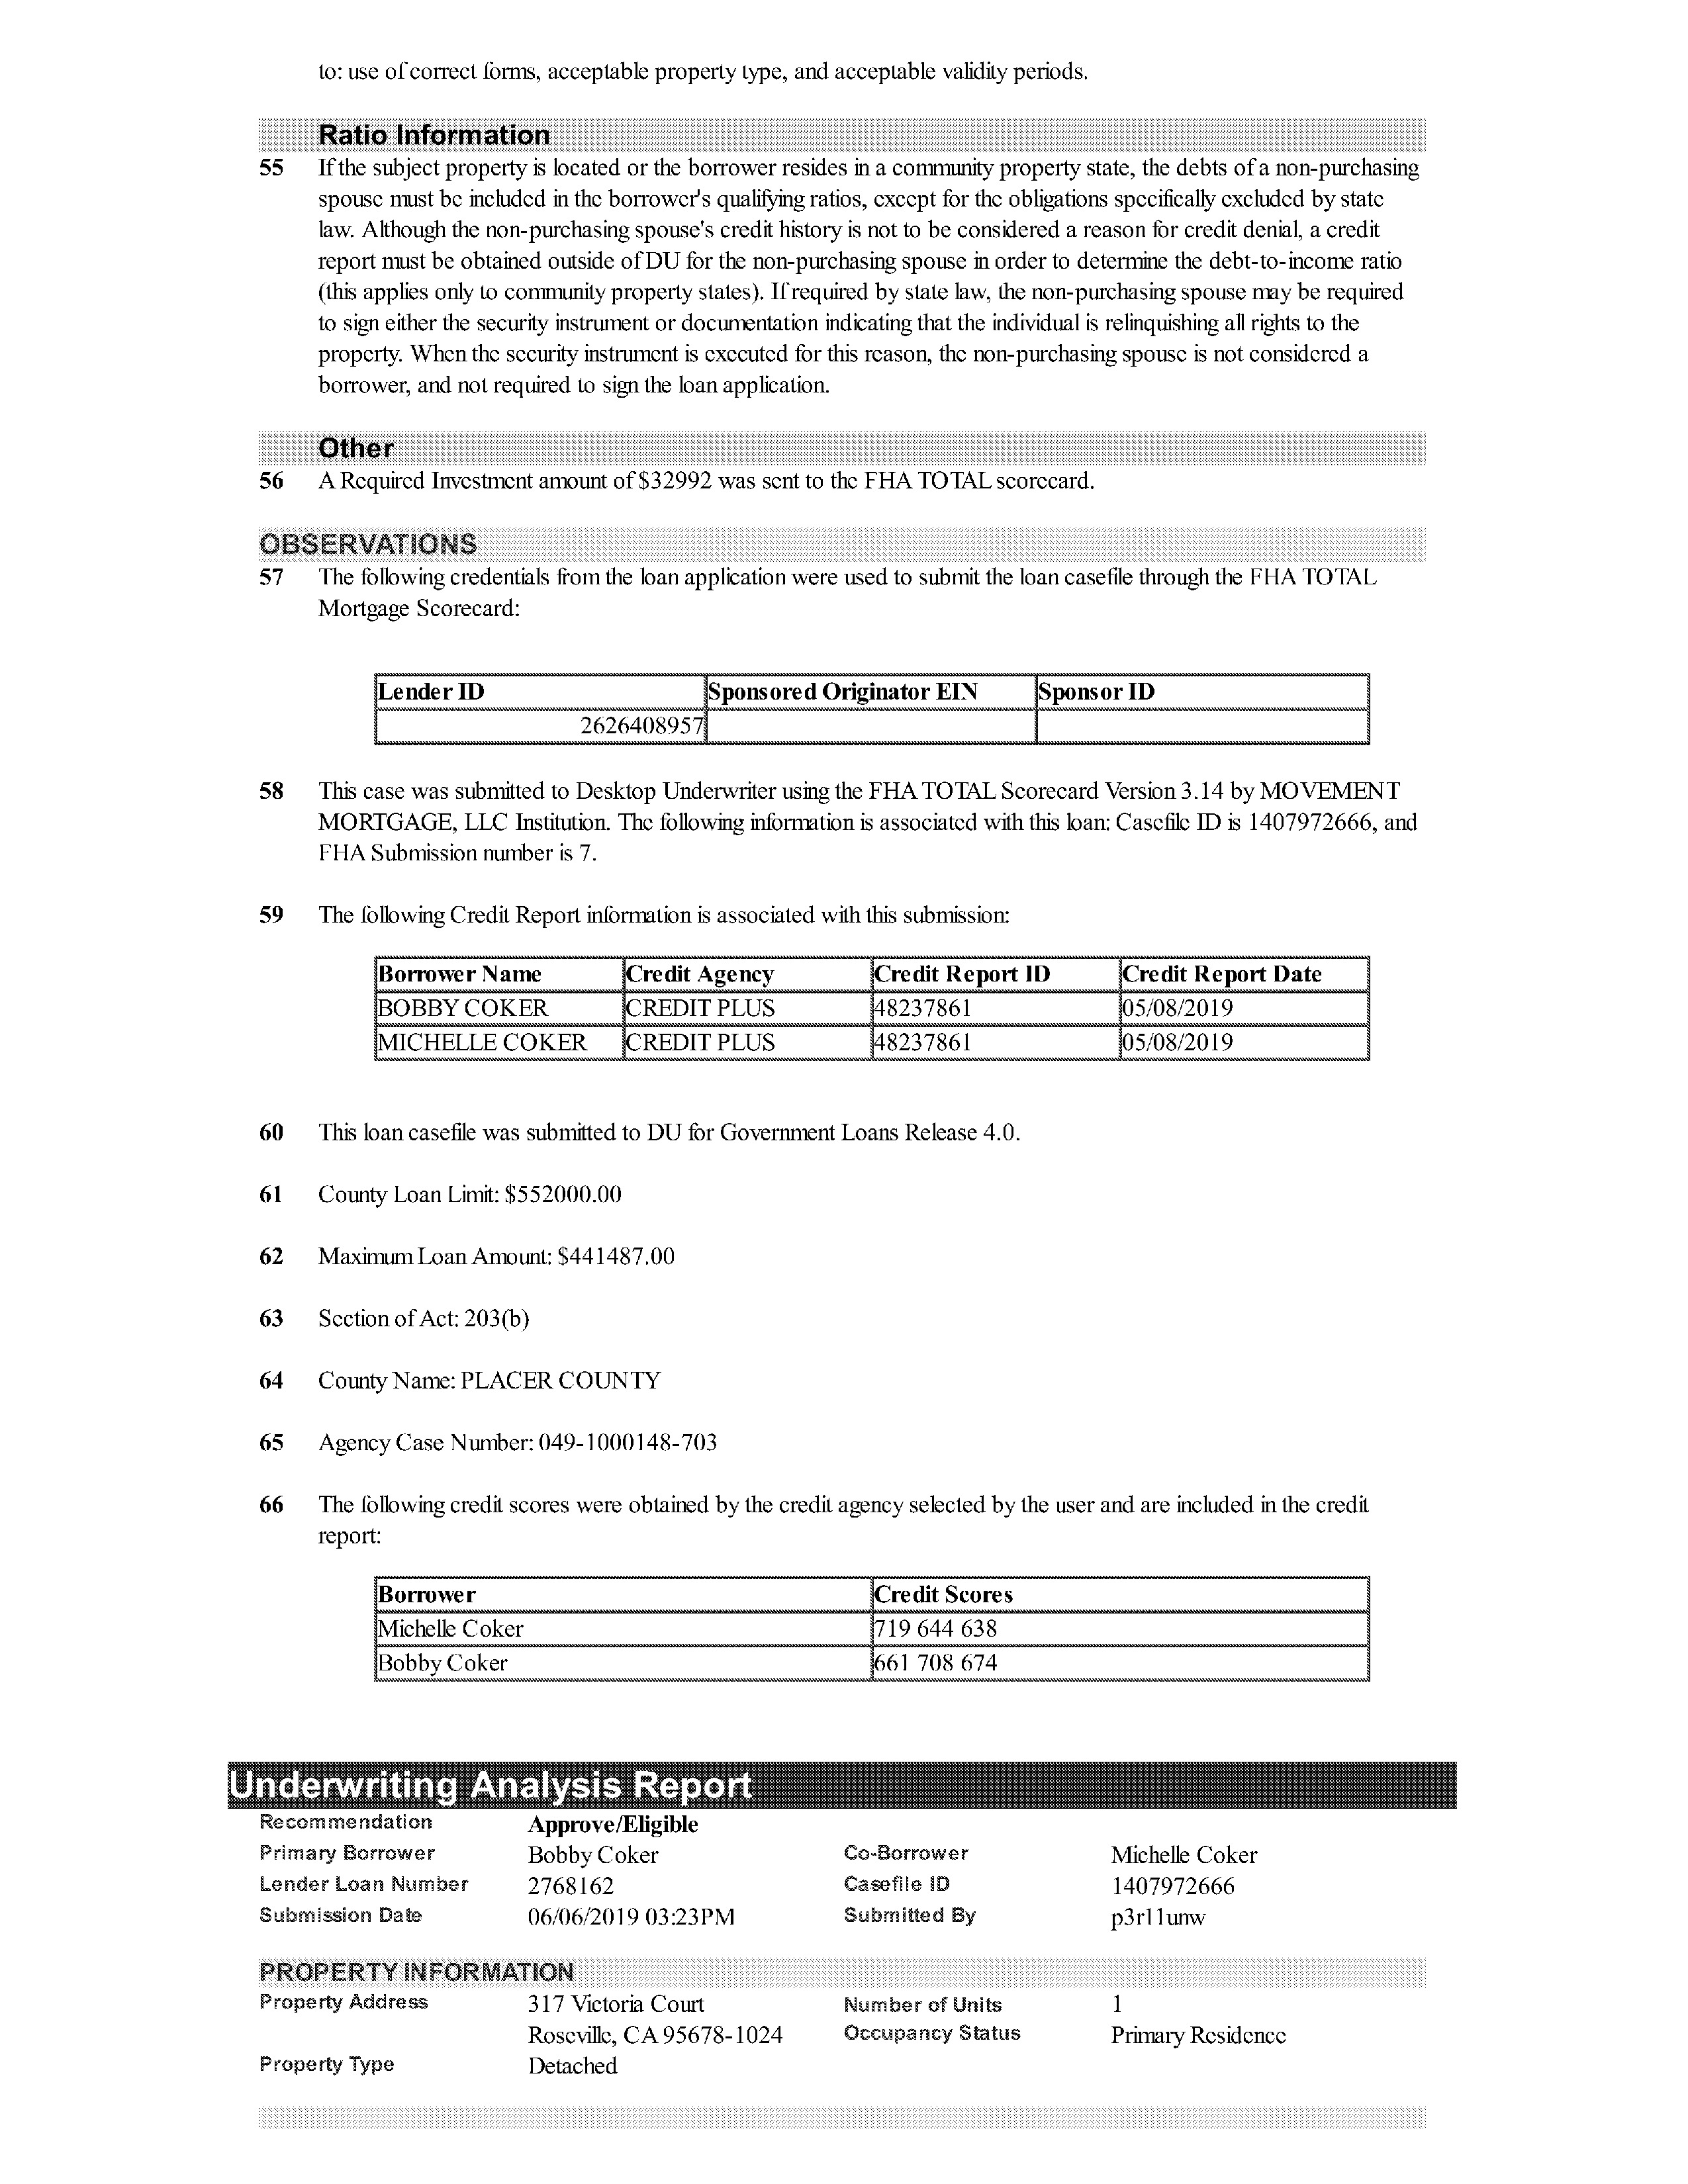 to: use of correct forms, acceptable property type, and acceptable validity periods.
Ratio Information
55 If the subject property is located or the borrower resides in a community property state, the debts of a non-purchasing
spouse must be included in the borrower's qualifying ratios, except for the obligations specifically excluded by state
law. Although the non-purchasing spouse's credit history is not to be considered a reason for credit denial, a credit
report must be obtained outside of DU for the non-purchasing spouse in order to determine the debt-to-income ratio
(this applies only to community property states). If required by state law, the non-purchasing spouse may be required
to sign either the security instrument or documentation indicating that the individual is relinquishing all rights to the
property. When the security instrument is executed for this reason, the non-purchasing spouse is not considered a
borrower, and not required to sign the loan application.
Other
56 A Required Investment amount of $32992 was sent to the FHA TOTAL scorecard.
OBSERVATIONS
57 The following credentials from the loan application were used to submit the loan casefile through the FHA TOTAL
Mortgage Scorecard:
Lender ID Sponsored Originator EIN Sponsor ID
2626408957
58 This case was submitted to Desktop Underwriter using the FHA TOTAL Scorecard Version 3.14 by MOVEMENT
MORTGAGE, LLC Institution. The following information is associated with this loan: Casefile ID is 1407972666, and
FHA Submission number is 7.
59 The following Credit Report information is associated with this submission:
Borrower Name Credit Agency Credit Report ID Credit Report Date
BOBBY COKER CREDIT PLUS 48237861 05/08/2019
MICHELLE COKER CREDIT PLUS 48237861 05/08/2019
60 This loan casefile was submitted to DU for Government Loans Release 4.0.
61 County Loan Limit: $552000.00
62 Maximum Loan Amount: $441487.00
63 Section of Act: 203(b)
64 County Name: PLACER COUNTY
65 Agency Case Number: 049-1000148-703
66 The following credit scores were obtained by the credit agency selected by the user and are included in the credit
report:
Borrower Credit Scores
Michelle Coker 719 644 638
Bobby Coker 661 708 674
Underwriting Analysis Report
Recommendation Approve/Eligible
Primary Borrower Bobby Coker Co-Borrower Michelle Coker
Lender Loan Number 2768162 Casefile ID 1407972666
Submission Date 06/06/2019 03:23PM Submitted By p3r11unw
PROPERTY INFORMATION
Property Address 317 Victoria Court Number of Units 1
Roseville, CA 95678-1024 Occupancy Status Primary Residence
Property Type Detached